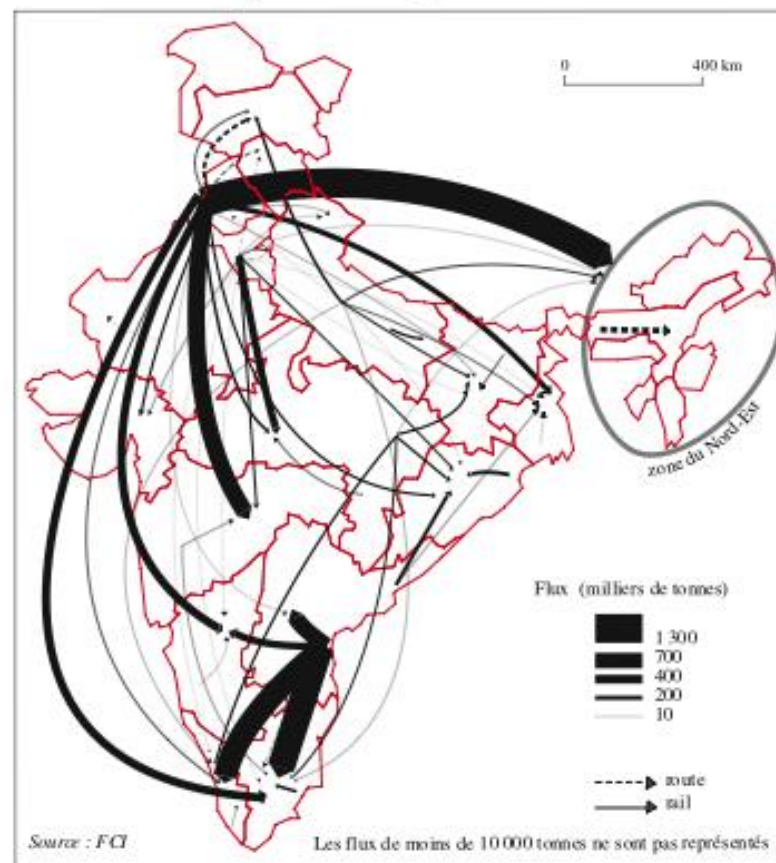 0 400 km
zone du Nord-Est
Flux (milliers de tonnes)
1 300
700
400
200
10
route
rail
Source : FCI
Les flux de moins de 10 000 tonnes ne sont pas représentés